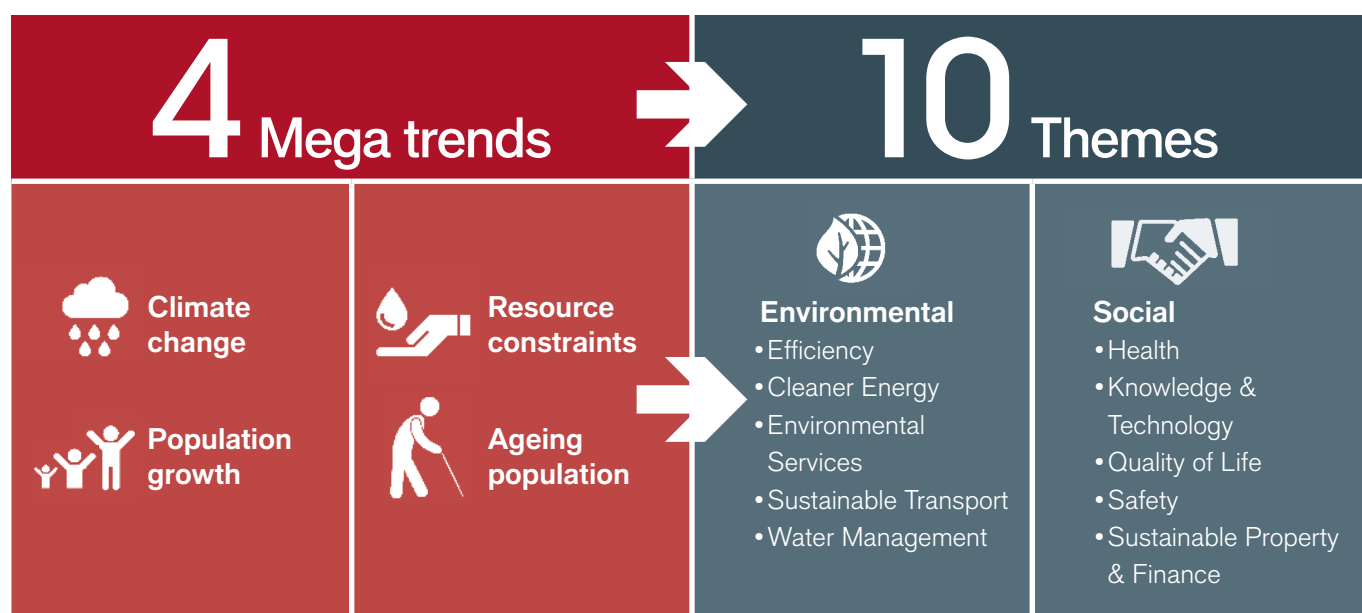 4 Mega trends
10 Themes
Climate
change
Population
growth
Resource
constraints
Ageing
population
Environmental
•Efficiency
•Cleaner Energy
•Environmental
Services
•Sustainable Transport
•Water Management
Social
•Health
•Knowledge &
Technology
•Quality of Life
•Safety
•Sustainable Property
& Finance